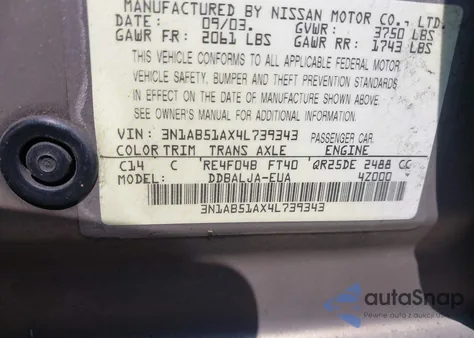 MANUFACTURED BY NISSAN MOTOR CO., LTD.
DATE: 09/03. GVWR: 3750 LBS
GAWR FR: 2061 LBS GAWR RR: 1743 LBS
THIS VEHICLE CONFORMS TO ALL APPLICABLE FEDERAL MOTOR
VEHICLE SAFETY, BUMPER AND THEFT PREVENTION STANDARDS
IN EFFECT ON THE DATE OF MANUFACTURE SHOWN ABOVE.
SEE OWNER'S MANUAL FOR ADDITIONAL INFORMATION
VIN: 3N1AB51AX4L739343 PASSENGER CAR.
COLOR TRIM TRANS AXLE ENGINE
C14 C RE4F04B FT40 QR25DE 2488 CC
MODEL: DDBALJA-EUA 4Z000
3N1AB51AX4L739343
autoSnap
Pewne auto z ubezpieczenia